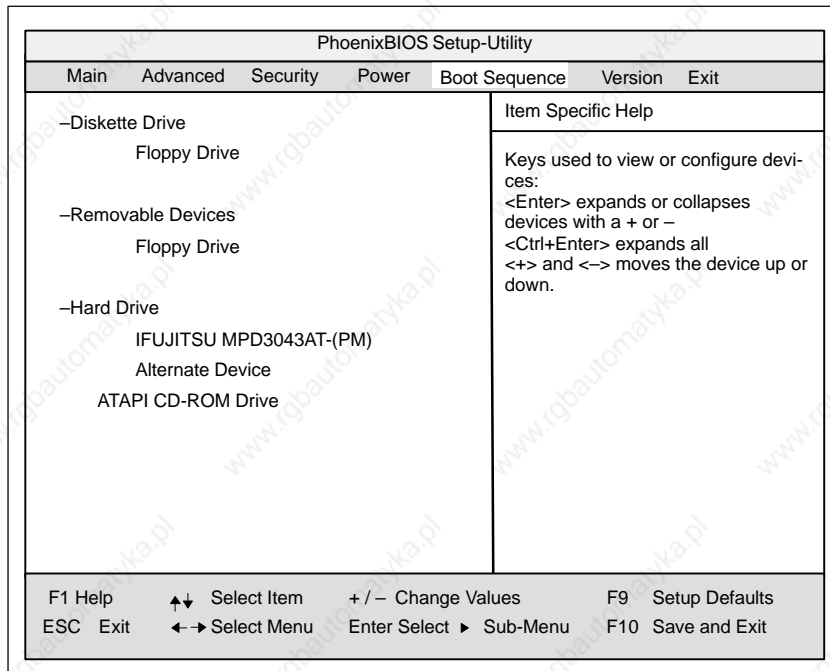 PhoenixBIOS Setup-Utility
Main Advanced Security Power Boot Sequence Version Exit
–Diskette Drive
Floppy Drive
–Removable Devices
Floppy Drive
–Hard Drive
IFUJITSU MPD3043AT-(PM)
Alternate Device
ATAPI CD-ROM Drive
Item Specific Help
Keys used to view or configure devi-
ces:
<Enter> expands or collapses
devices with a + or –
<Ctrl+Enter> expands all
<+> and <–> moves the device up or
down.
F1 Help Select Item + / – Change Values F9 Setup Defaults
ESC Exit Select Menu Enter Select ▶ Sub-Menu F10 Save and Exit
www.rgbautomatyka.pl